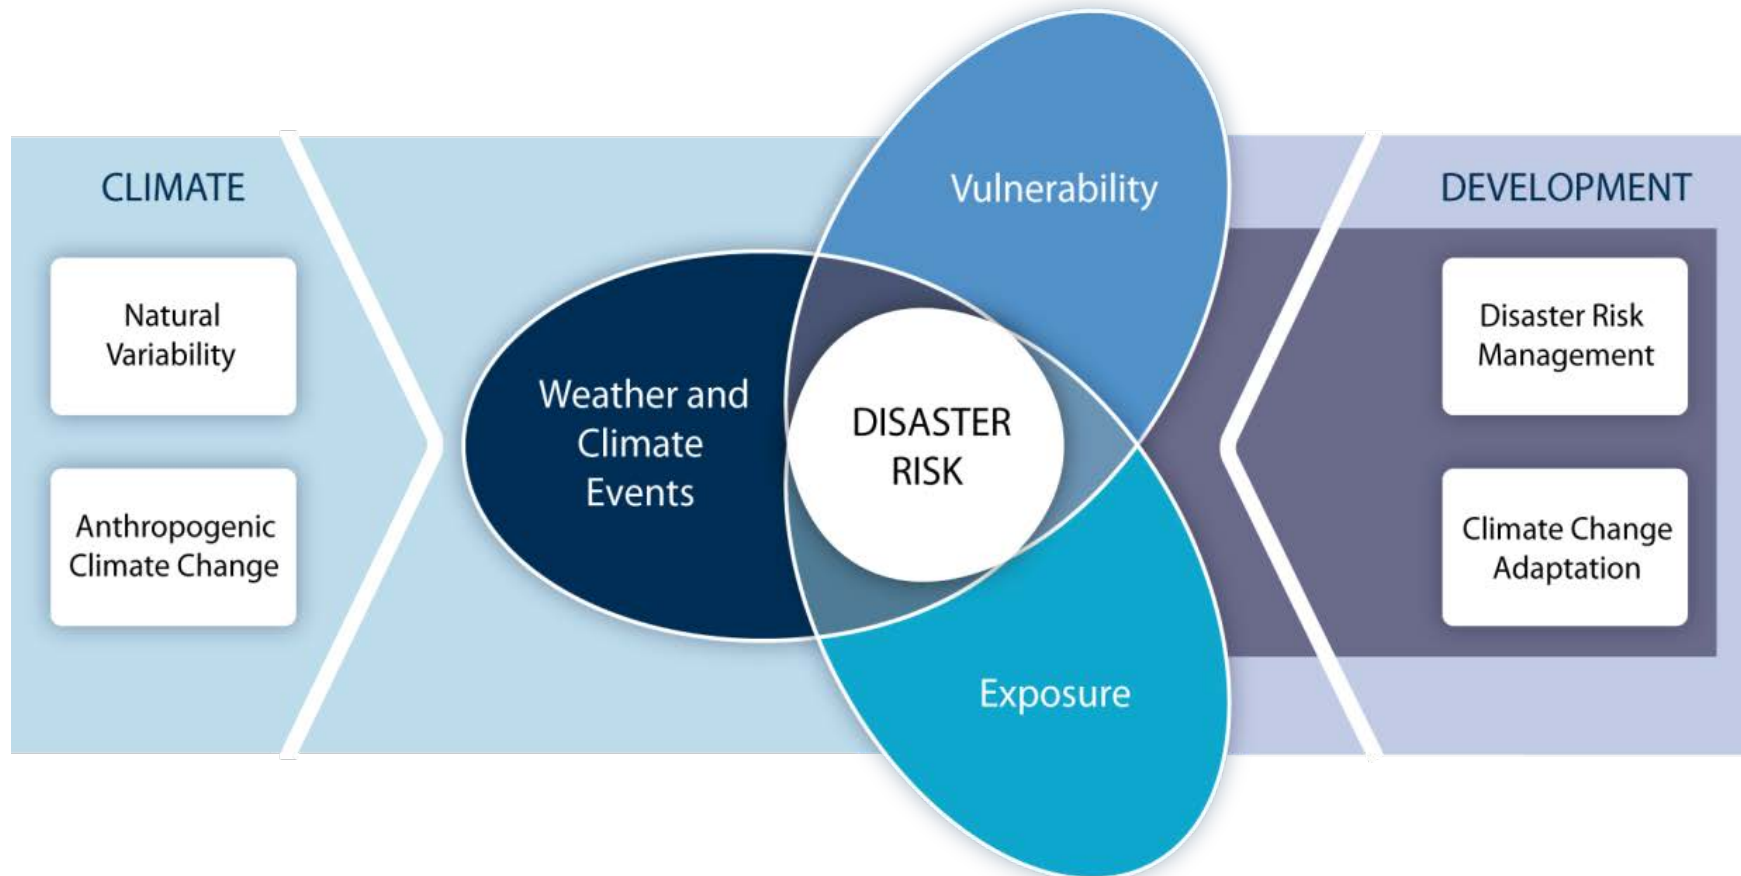 CLIMATE
Natural
Variability
Anthropogenic
Climate Change
Weather and
Climate
Events
Vulnerability
DISASTER
RISK
Exposure
DEVELOPMENT
Disaster Risk
Management
Climate Change
Adaptation